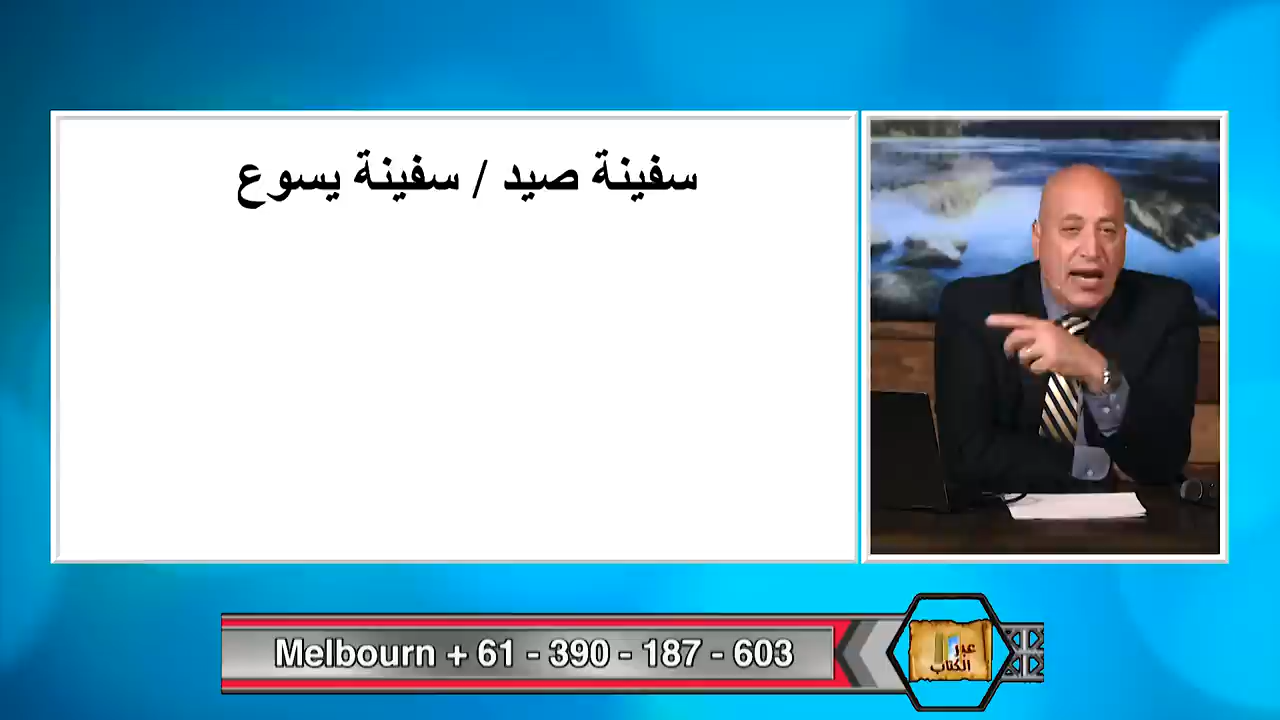 سفينة صيد / سفينة يسوع
Melbourn + 61 - 390 - 187 - 603
عبر
الكتاب